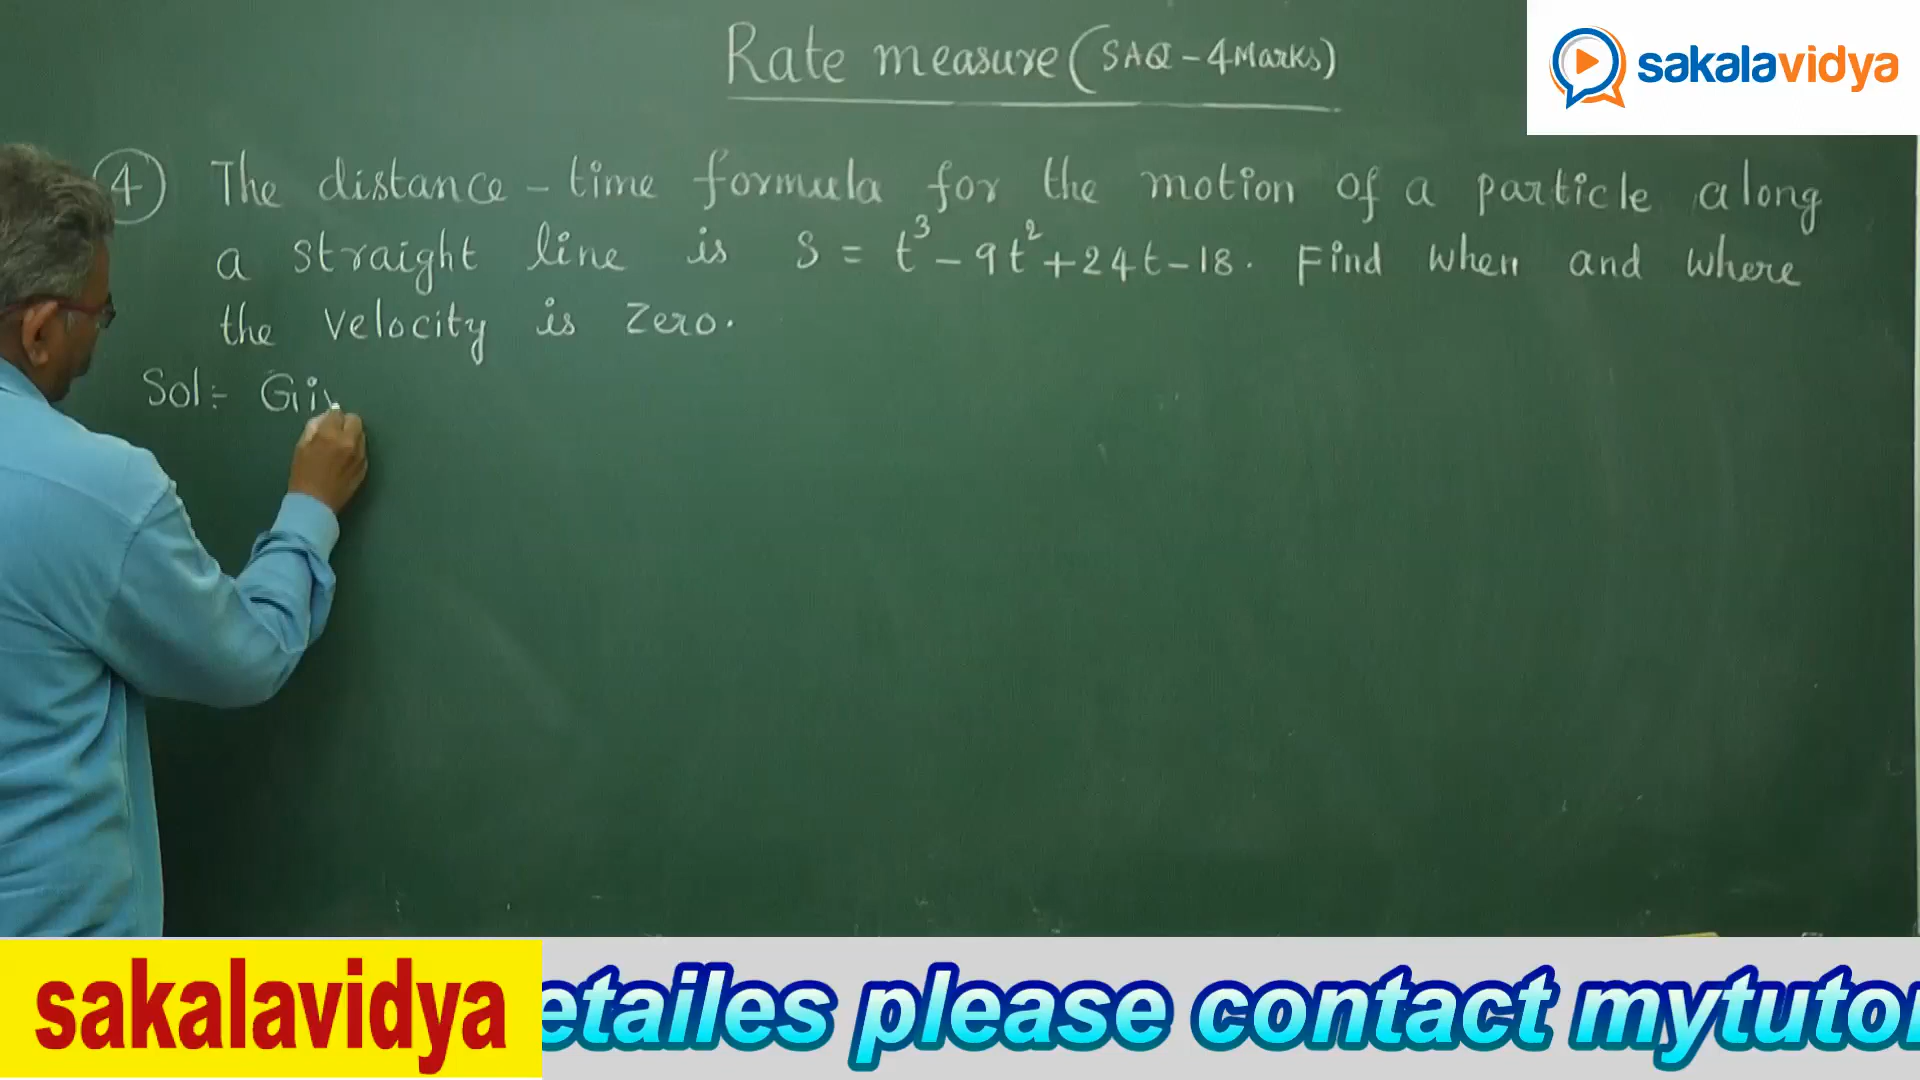 Rate measure (SAQ - 4 Marks)
sakalavidya
4 The distance - time formula for the motion of a particle along
a straight line is S = t³ - 9t² + 24t - 18. Find when and where
the velocity is Zero.
Sol:- Giv
sakalavidya
etailes please contact mytutor